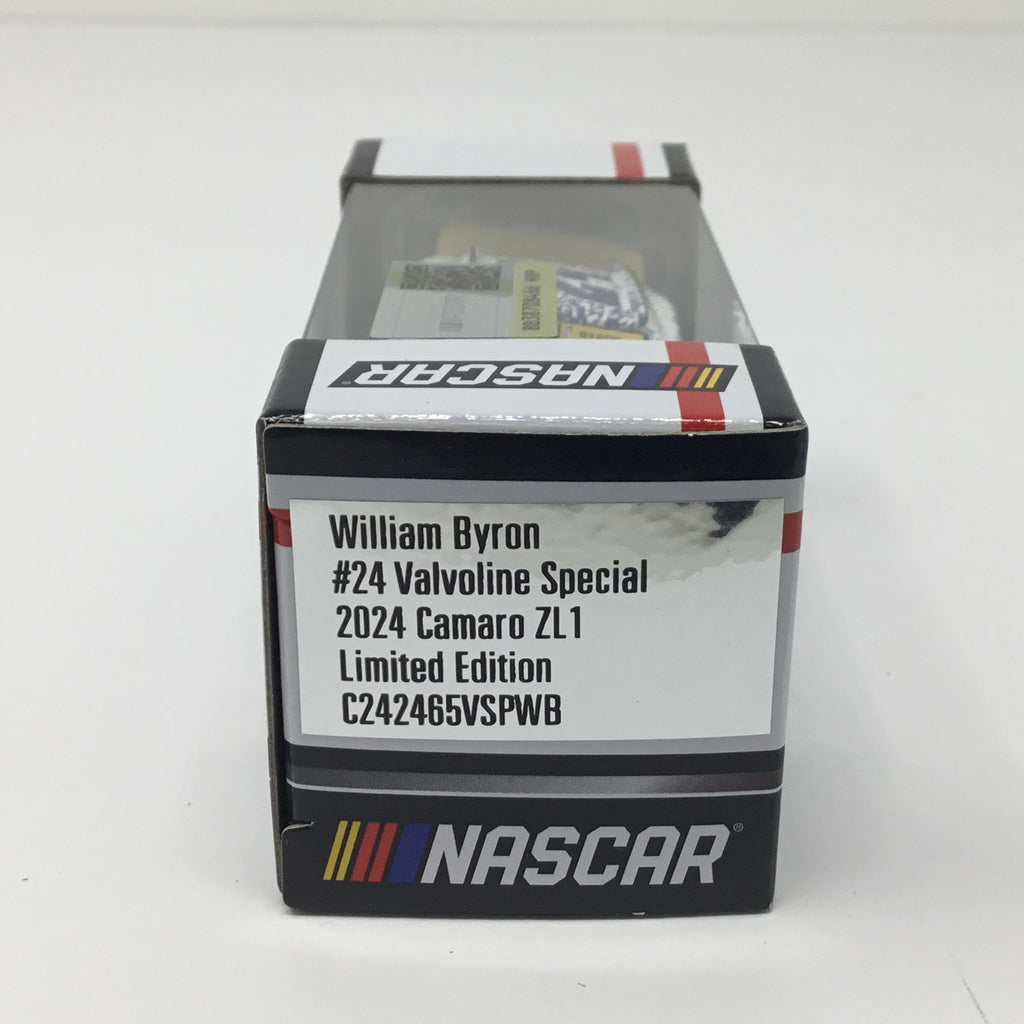 NASCAR
William Byron
#24 Valvoline Special
2024 Camaro ZL1
Limited Edition
C242465VSPWB
NASCAR®